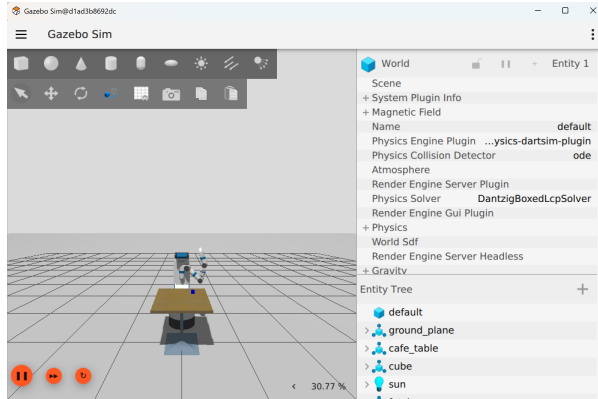 Gazebo Sim@d1ad3b8692dc
Gazebo Sim
World
Entity 1
Scene
System Plugin Info
Magnetic Field
Name default
Physics Engine Plugin ...ysics-dartsim-plugin
Physics Collision Detector ode
Atmosphere
Render Engine Server Plugin
Physics Solver DantzigBoxedLcpSolver
Render Engine Gui Plugin
Physics
World Sdf
Render Engine Server Headless
Gravity
Entity Tree
default
ground_plane
cafe_table
cube
sun
30.77 %